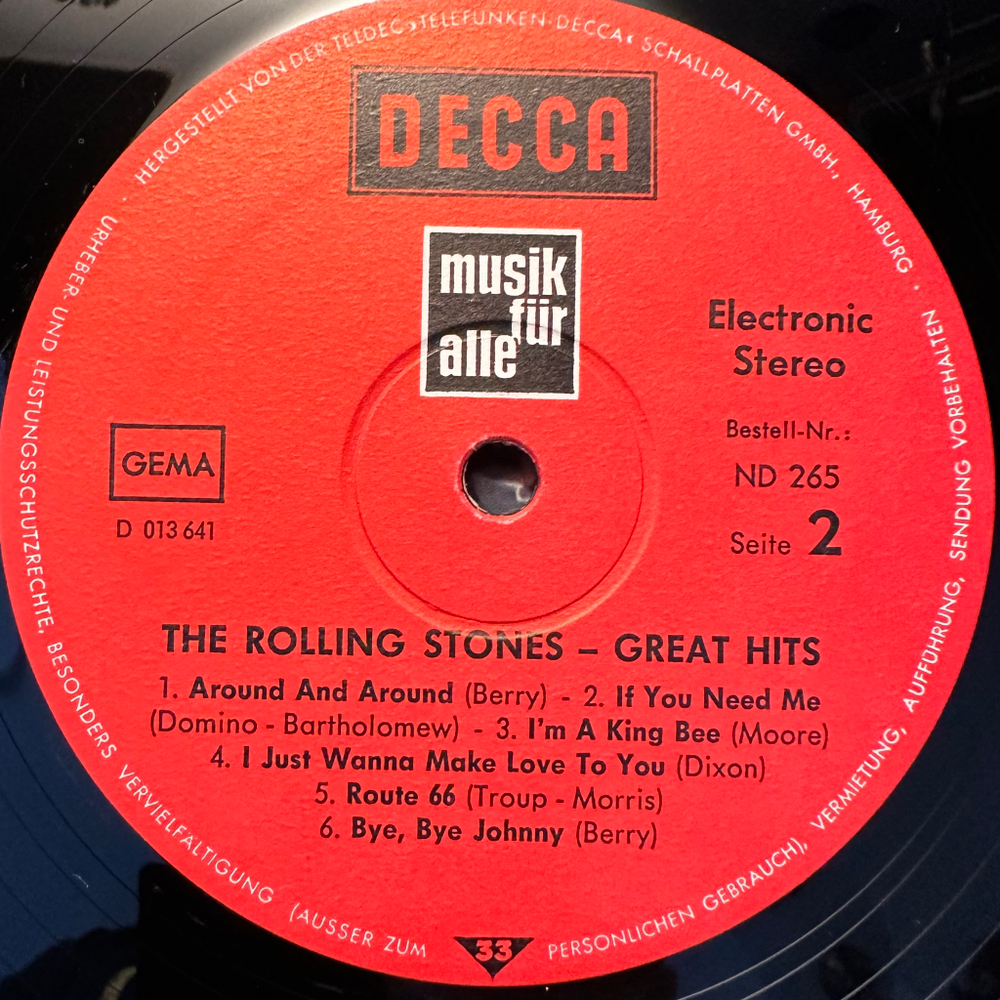 HERGESTELLT VON DER TELDEC »TELEFUNKEN-DECCA« SCHALLPLATTEN GMBH., HAMBURG ·
DECCA
musik
für
alle
Electronic
Stereo
Bestell-Nr.:
ND 265
Seite 2
GEMA
D 013 641
THE ROLLING STONES – GREAT HITS
1. Around And Around (Berry) - 2. If You Need Me
(Domino - Bartholomew) - 3. I'm A King Bee (Moore)
4. I Just Wanna Make Love To You (Dixon)
5. Route 66 (Troup - Morris)
6. Bye, Bye Johnny (Berry)
URHEBER- UND LEISTUNGSSCHUTZRECHTE, BESONDERS VERVIELFÄLTIGUNG (AUSSER ZUM
33
PERSÖNLICHEN GEBRAUCH), VERMIETUNG, AUFFÜHRUNG, SENDUNG VORBEHALTEN ·